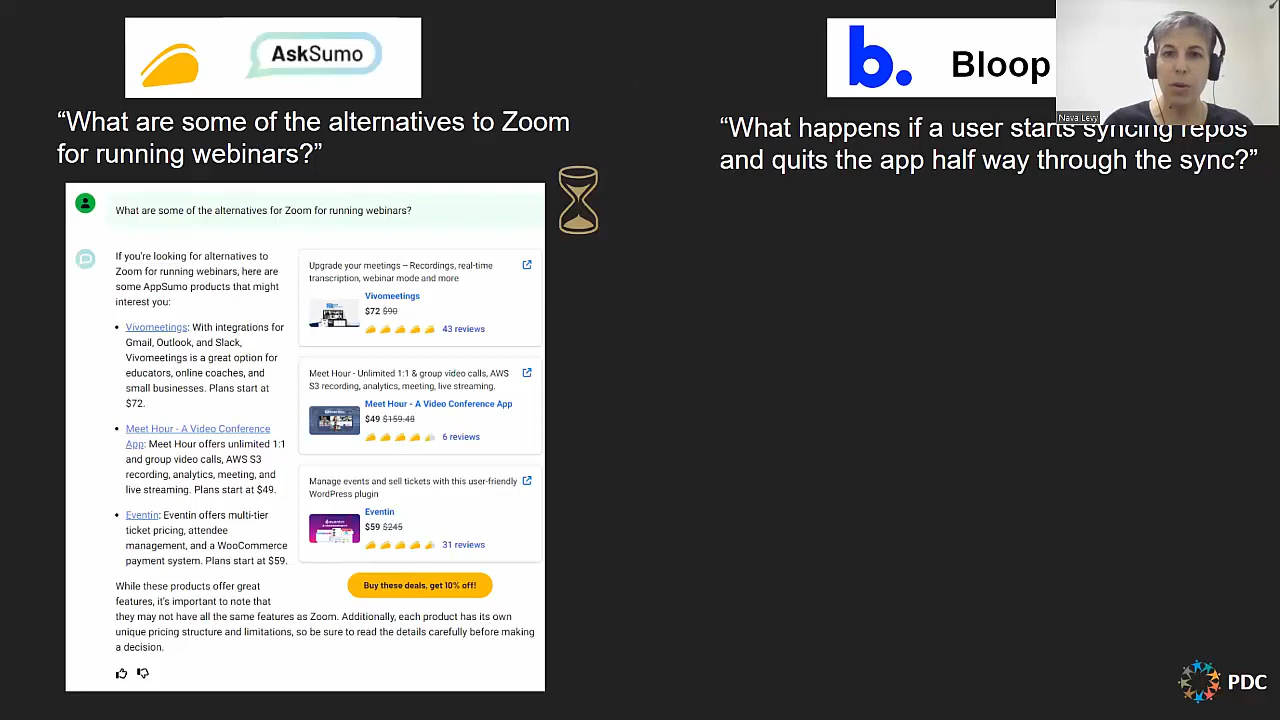 AskSumo
“What are some of the alternatives to Zoom
for running webinars?”
What are some of the alternatives for Zoom for running webinars?
If you're looking for alternatives to
Zoom for running webinars, here are
some AppSumo products that might
interest you:
• Vivomeetings: With integrations for
Gmail, Outlook, and Slack,
Vivomeetings is a great option for
educators, online coaches, and
small businesses. Plans start at
$72.
• Meet Hour - A Video Conference
App: Meet Hour offers unlimited 1:1
and group video calls, AWS S3
recording, analytics, meeting, and
live streaming. Plans start at $49.
• Eventin: Eventin offers multi-tier
ticket pricing, attendee
management, and a WooCommerce
payment system. Plans start at $59.
While these products offer great
features, it's important to note that
they may not have all the same features as Zoom. Additionally, each product has its own
unique pricing structure and limitations, so be sure to read the details carefully before making
a decision.
Upgrade your meetings – Recordings, real-time
transcription, webinar mode and more
Vivomeetings
$72 $90
43 reviews
Meet Hour - Unlimited 1:1 & group video calls, AWS
S3 recording, analytics, meeting, live streaming.
Meet Hour - A Video Conference App
$49 $159.48
6 reviews
Manage events and sell tickets with this user-friendly
WordPress plugin
Eventin
$59 $245
31 reviews
Buy these deals, get 10% off!
b. Bloop
Nava Levy
“What happens if a user starts syncing repos
and quits the app half way through the sync?”
PDC